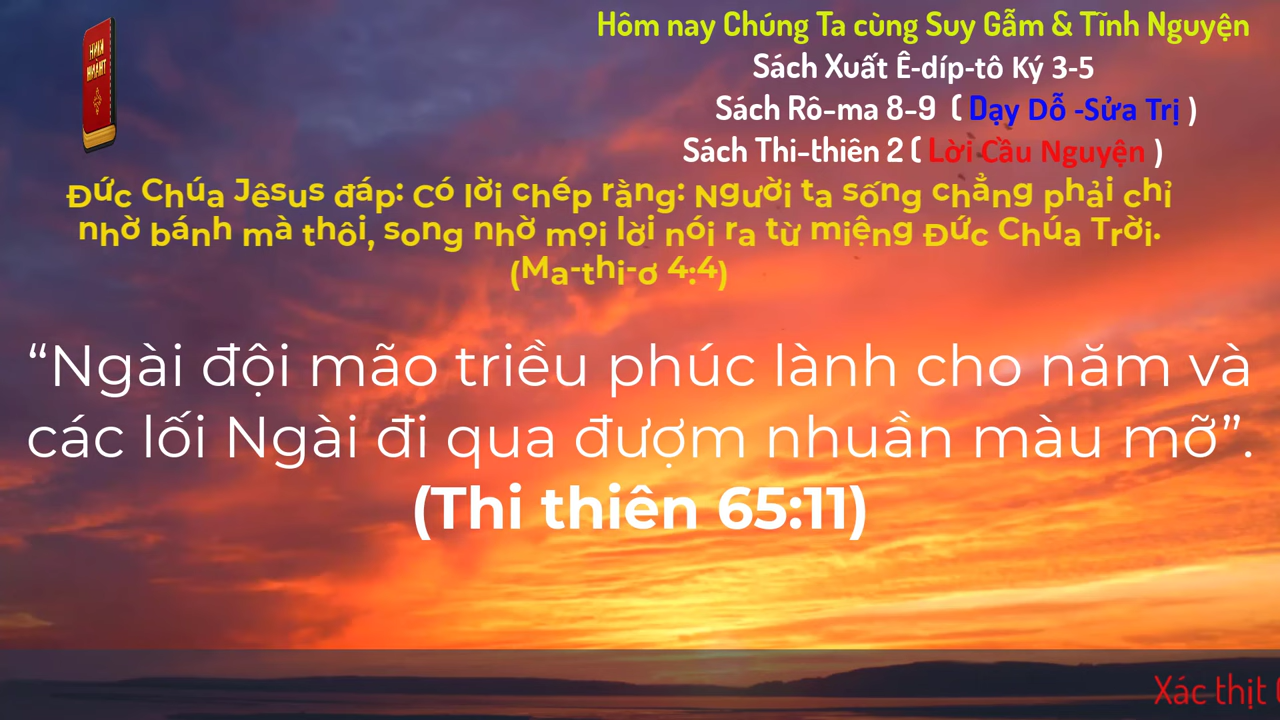 Hôm nay Chúng Ta cùng Suy Gẫm & Tĩnh Nguyện
Sách Xuất Ê-díp-tô Ký 3-5
Sách Rô-ma 8-9 ( Dạy Dỗ -Sửa Trị )
Sách Thi-thiên 2 ( Lời Cầu Nguyện )
KINH
THÁNH
Đức Chúa Jêsus đáp: Có lời chép rằng: Người ta sống chẳng phải chỉ
nhờ bánh mà thôi, song nhờ mọi lời nói ra từ miệng Đức Chúa Trời.
(Ma-thi-ơ 4:4)
“Ngài đội mão triều phúc lành cho năm và
các lối Ngài đi qua đượm nhuần màu mỡ”.
(Thi thiên 65:11)
Xác thịt